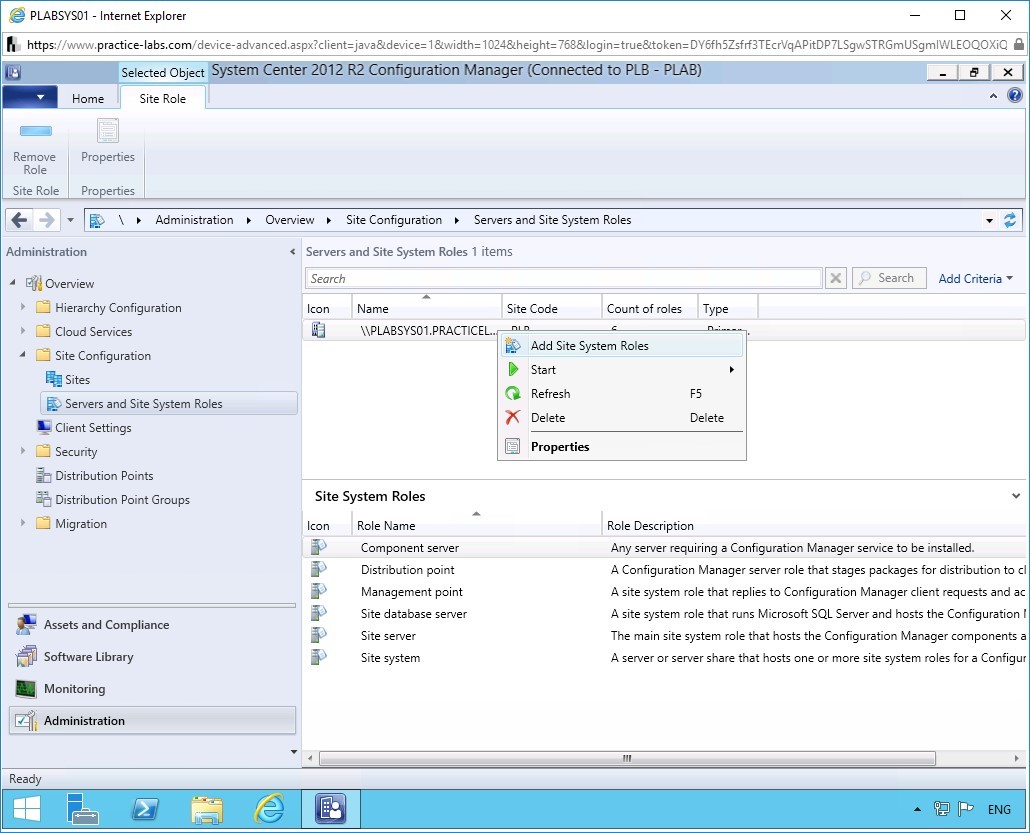 PLABSYS01 - Internet Explorer
https://www.practice-labs.com/device-advanced.aspx?client=java&device=1&width=1024&height=768&login=true&token=DY6fh5Zsfrf3TEcrVqAPitDP7LSgwSTRGmUSgmIWLEOQOXiQ
Selected Object System Center 2012 R2 Configuration Manager (Connected to PLB - PLAB)
Home Site Role
Remove Role
Properties
Site Role Properties
\ Administration Overview Site Configuration Servers and Site System Roles
Administration
Overview
Hierarchy Configuration
Cloud Services
Site Configuration
Sites
Servers and Site System Roles
Client Settings
Security
Distribution Points
Distribution Point Groups
Migration
Assets and Compliance
Software Library
Monitoring
Administration
Servers and Site System Roles 1 items
Search Search Add Criteria
Icon Name Site Code Count of roles Type
\\PLABSYS01.PRACTICEL...
Add Site System Roles
Start
Refresh F5
Delete Delete
Properties
Site System Roles
Icon Role Name Role Description
Component server Any server requiring a Configuration Manager service to be installed.
Distribution point A Configuration Manager server role that stages packages for distribution to cl
Management point A site system role that replies to Configuration Manager client requests and ac
Site database server A site system role that runs Microsoft SQL Server and hosts the Configuration
Site server The main site system role that hosts the Configuration Manager components a
Site system A server or server share that hosts one or more site system roles for a Configur
Ready
ENG